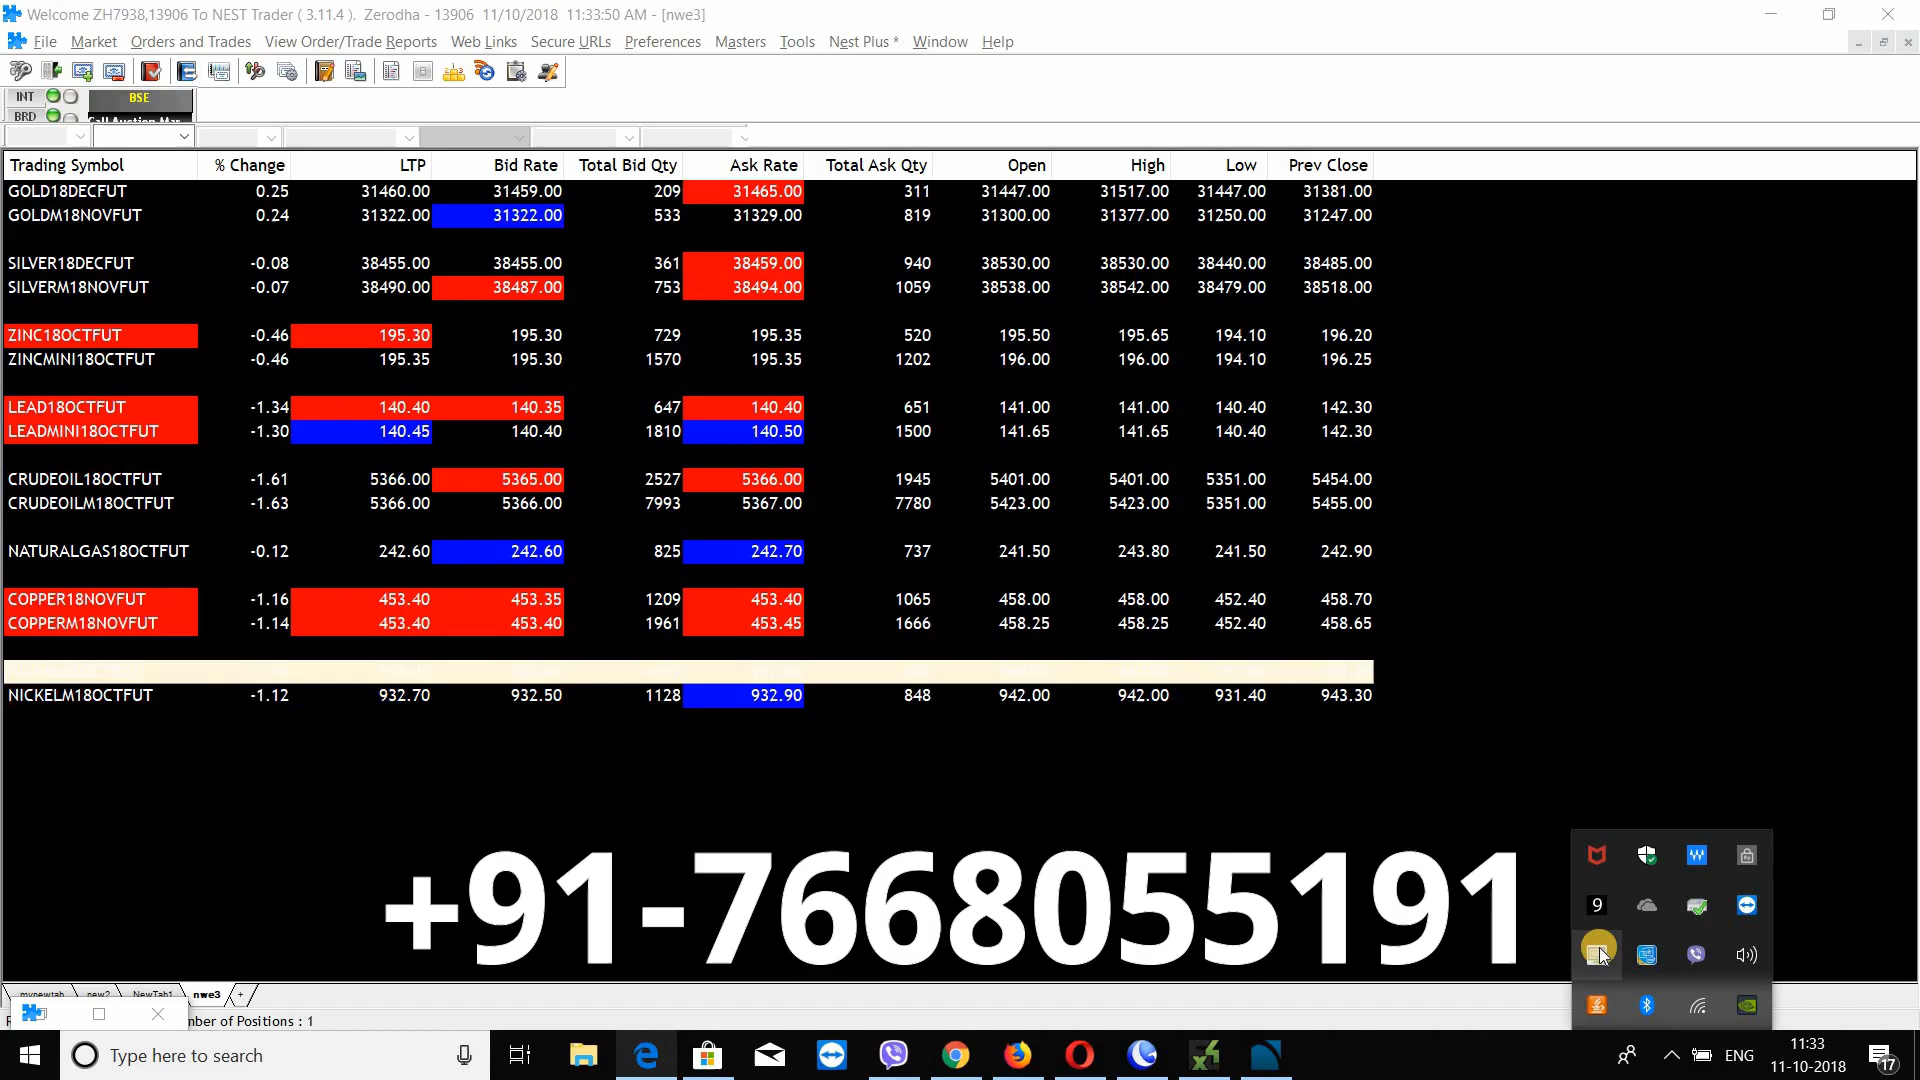 Welcome ZH7938,13906 To NEST Trader ( 3.11.4 ). Zerodha - 13906 11/10/2018 11:33:50 AM - [nwe3]
File Market Orders and Trades View Order/Trade Reports Web Links Secure URLs Preferences Masters Tools Nest Plus * Window Help
INT BSE
BRD Call Auction Mar
Trading Symbol % Change LTP Bid Rate Total Bid Qty Ask Rate Total Ask Qty Open High Low Prev Close
GOLD18DECFUT 0.25 31460.00 31459.00 209 31465.00 311 31447.00 31517.00 31447.00 31381.00
GOLDM18NOVFUT 0.24 31322.00 31322.00 533 31329.00 819 31300.00 31377.00 31250.00 31247.00
SILVER18DECFUT -0.08 38455.00 38455.00 361 38459.00 940 38530.00 38530.00 38440.00 38485.00
SILVERM18NOVFUT -0.07 38490.00 38487.00 753 38494.00 1059 38538.00 38542.00 38479.00 38518.00
ZINC18OCTFUT -0.46 195.30 195.30 729 195.35 520 195.50 195.65 194.10 196.20
ZINCMINI18OCTFUT -0.46 195.35 195.30 1570 195.35 1202 196.00 196.00 194.10 196.25
LEAD18OCTFUT -1.34 140.40 140.35 647 140.40 651 141.00 141.00 140.40 142.30
LEADMINI18OCTFUT -1.30 140.45 140.40 1810 140.50 1500 141.65 141.65 140.40 142.30
CRUDEOIL18OCTFUT -1.61 5366.00 5365.00 2527 5366.00 1945 5401.00 5401.00 5351.00 5454.00
CRUDEOILM18OCTFUT -1.63 5366.00 5366.00 7993 5367.00 7780 5423.00 5423.00 5351.00 5455.00
NATURALGAS18OCTFUT -0.12 242.60 242.60 825 242.70 737 241.50 243.80 241.50 242.90
COPPER18NOVFUT -1.16 453.40 453.35 1209 453.40 1065 458.00 458.00 452.40 458.70
COPPERM18NOVFUT -1.14 453.40 453.40 1961 453.45 1666 458.25 458.25 452.40 458.65
NICKELM18OCTFUT -1.12 932.70 932.50 1128 932.90 848 942.00 942.00 931.40 943.30
+91-7668055191
9
mynewtab new2 NewTab1 nwe3 +
mber of Positions : 1
Type here to search
ENG
11:33
11-10-2018
17